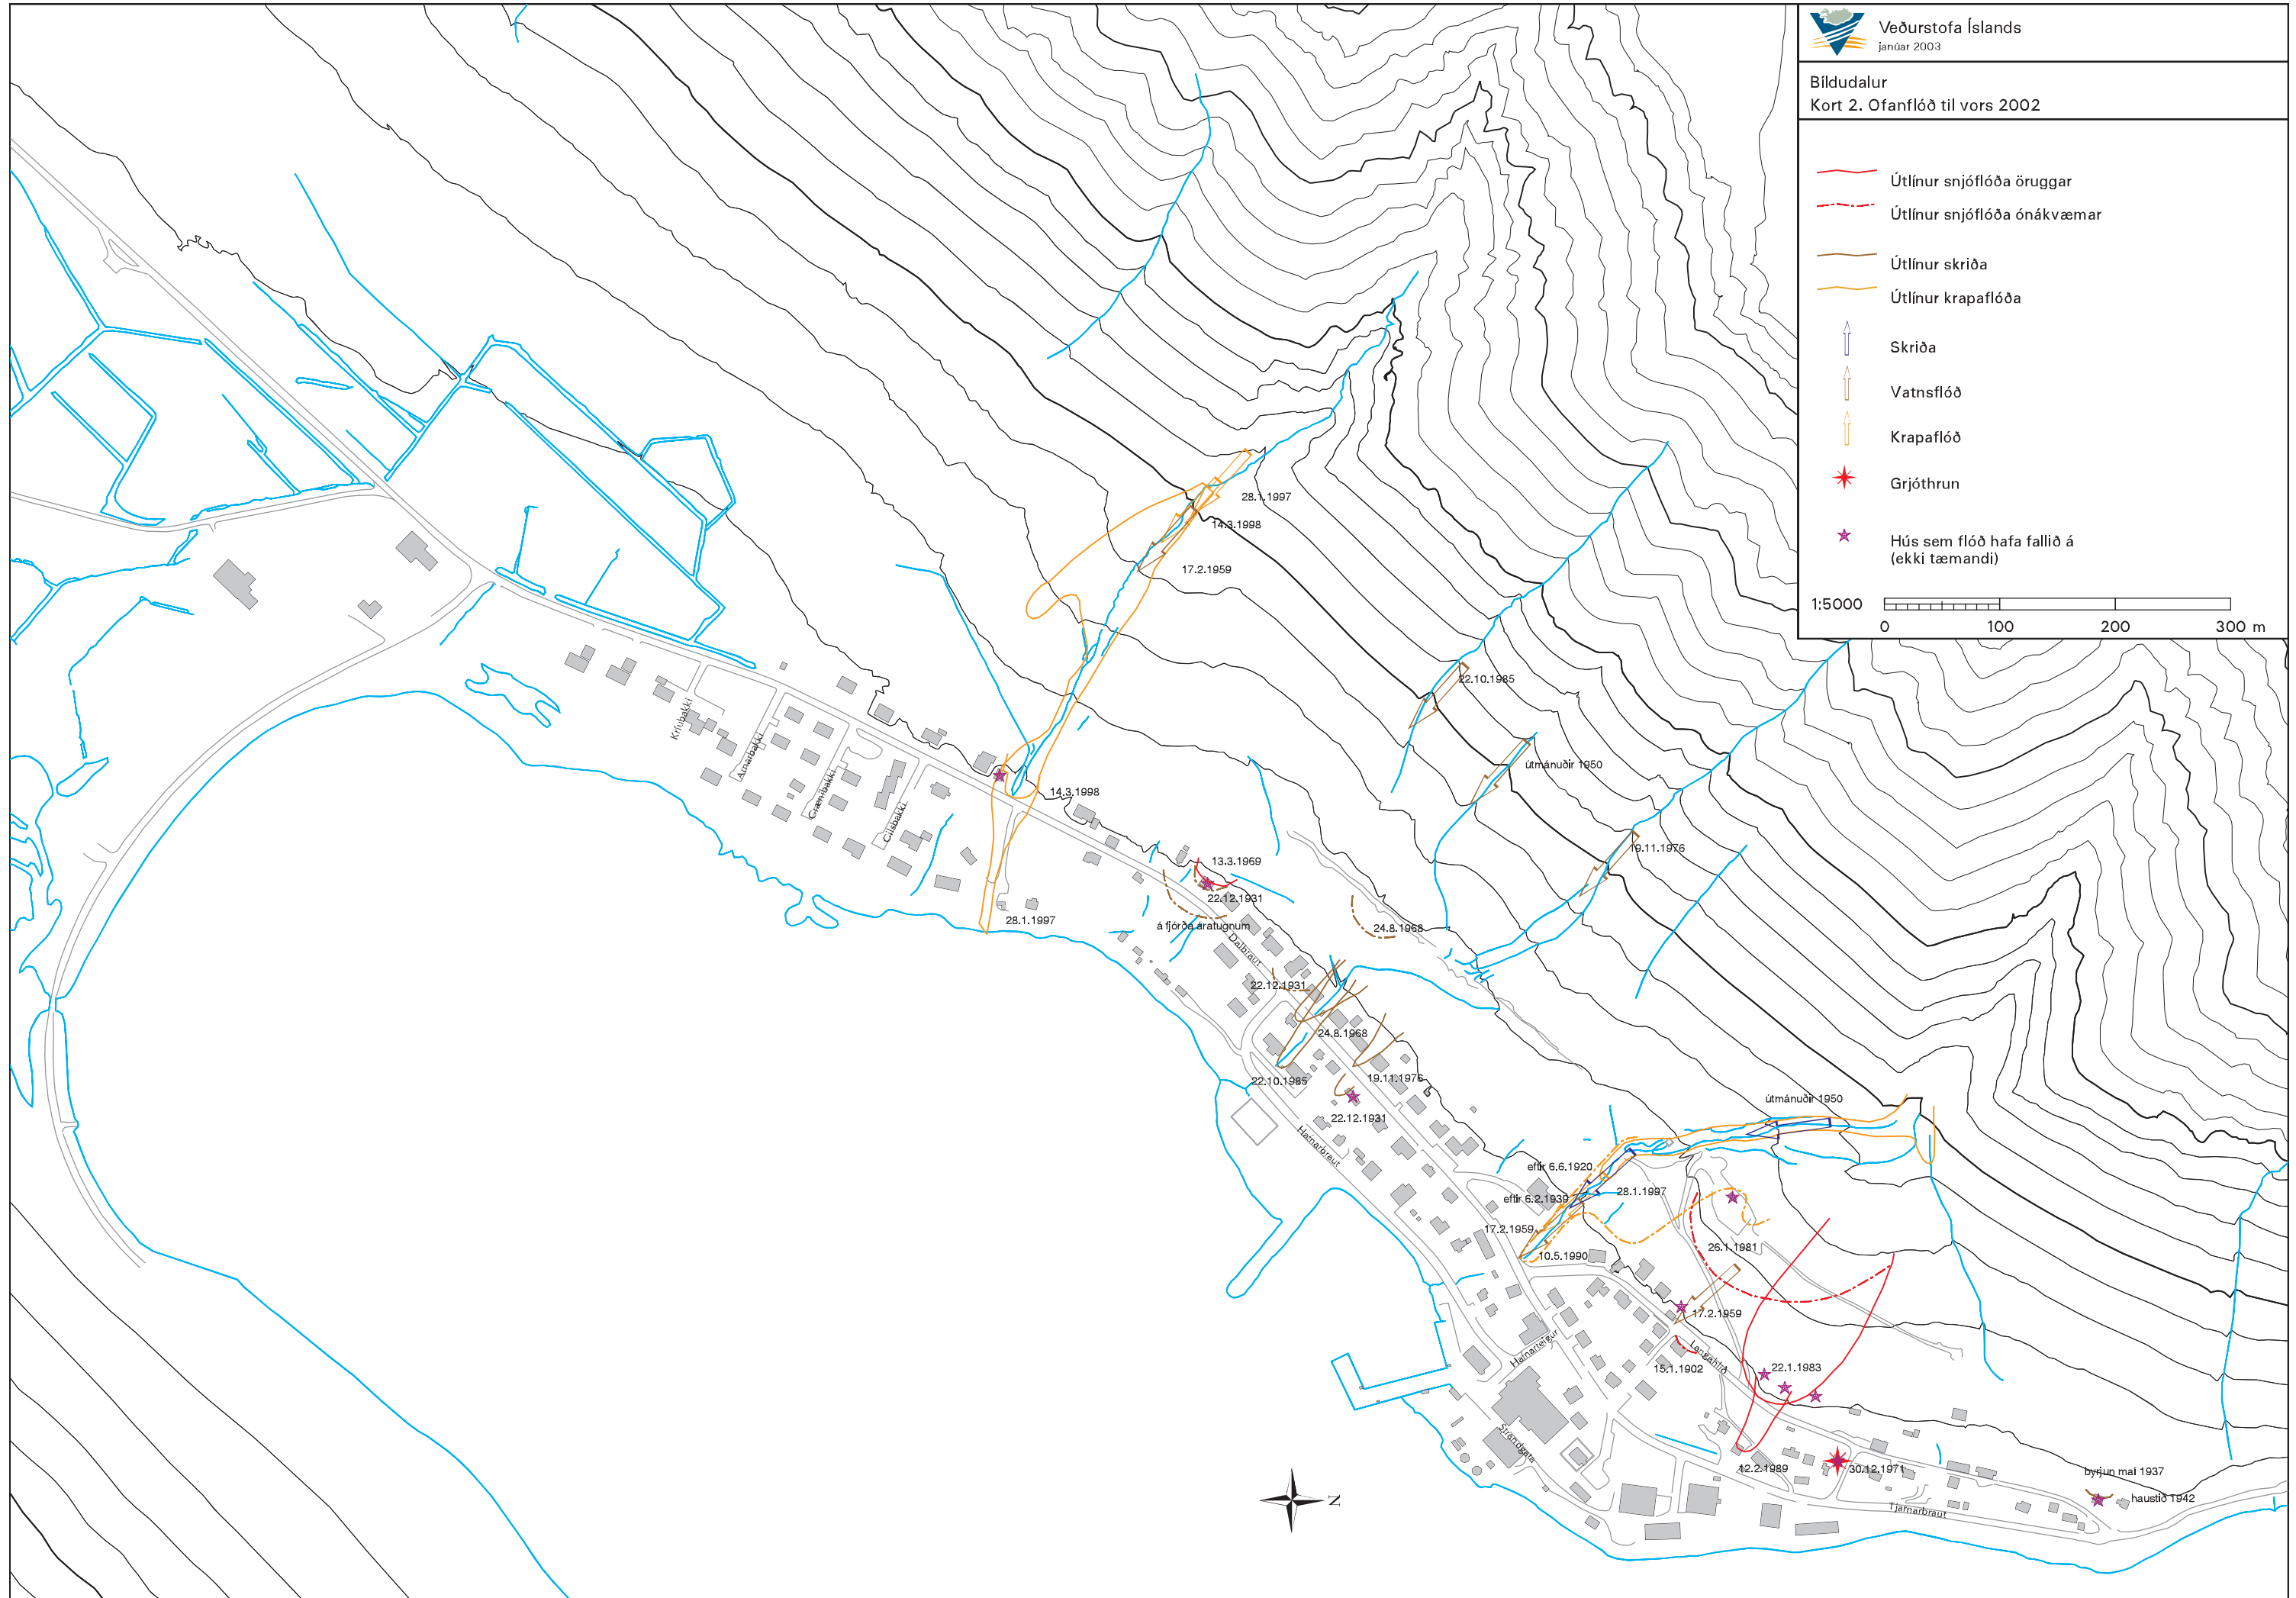 Veðurstofa Íslands
janúar 2003
Bíldudalur
Kort 2. Ofanflóð til vors 2002
Útlínur snjóflóða öruggar
Útlínur snjóflóða ónákvæmar
Útlínur skriða
Útlínur krapaflóða
Skriða
Vatnsflóð
Krapaflóð
Grjóthrun
Hús sem flóð hafa fallið á
(ekki tæmandi)
1:5000
0 100 200 300 m
28.1.1997
14.3.1998
17.2.1959
22.10.1985
útmánuðir 1950
19.11.1976
Kríubakki
Arnarbakki
Grænibakki
Gilsbakki
14.3.1998
28.1.1997
13.3.1969
22.12.1931
á fjórða áratugnum
Dalbraut
24.8.1968
22.12.1931
24.8.1968
22.10.1985
19.11.1976
22.12.1931
Hafnarbraut
útmánuðir 1950
eftir 6.6.1920
28.1.1997
eftir 6.2.1939
17.2.1959
10.5.1990
26.1.1981
17.2.1959
Langahlíð
15.1.1902
22.1.1983
Hafnarteigur
Strandgata
12.2.1989
30.12.1971
Tjarnarbraut
byrjun maí 1937
haustið 1942
N